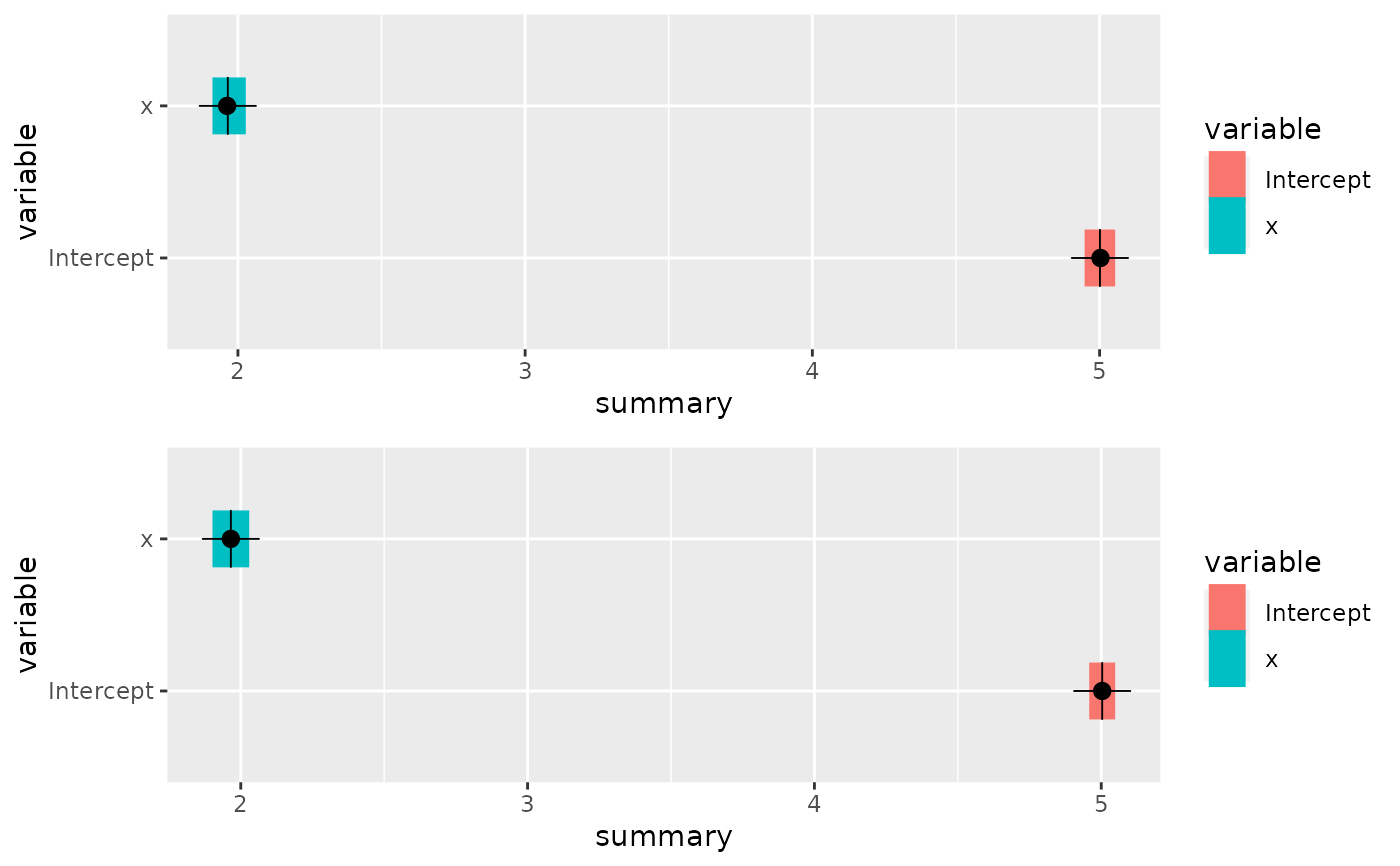 variable
x
Intercept
2 3 4 5
summary
variable
Intercept
x
variable
x
Intercept
2 3 4 5
summary
variable
Intercept
x